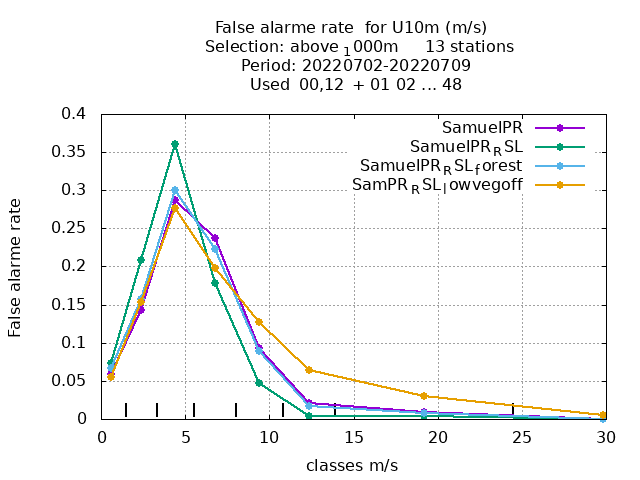 False alarme rate for U10m (m/s)
Selection: above 1000m 13 stations
Period: 20220702-20220709
Used 00,12 + 01 02 ... 48
False alarme rate
0.4
0.35
0.3
0.25
0.2
0.15
0.1
0.05
0
SamuelPR
SamuelPRRSL
SamuelPRRSLforest
SamPRRSLlowvegoff
0 5 10 15 20 25 30
classes m/s